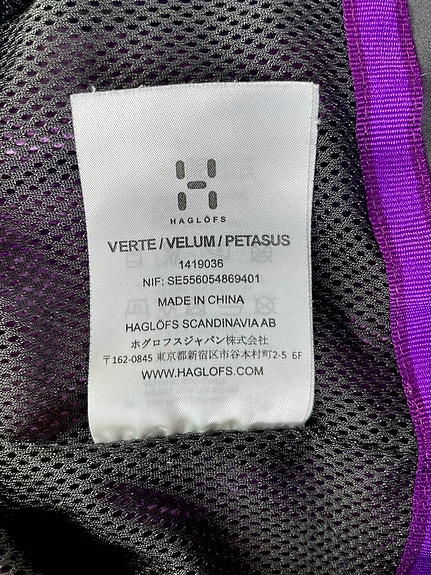 HAGLÖFS
VERTE / VELUM / PETASUS
1419036
NIF: SE556054869401
MADE IN CHINA
HAGLÖFS SCANDINAVIA AB
ホグロフスジャパン株式会社
〒162-0845 東京都新宿区市谷本村町2-5 6F
WWW.HAGLOFS.COM